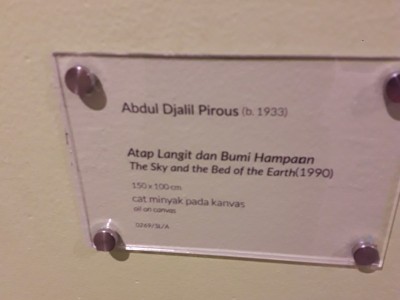 Abdul Djalil Pirous (b. 1933)
Atap Langit dan Bumi Hampaan
The Sky and the Bed of the Earth(1990)
150 x 100 cm
cat minyak pada kanvas
oil on canvas